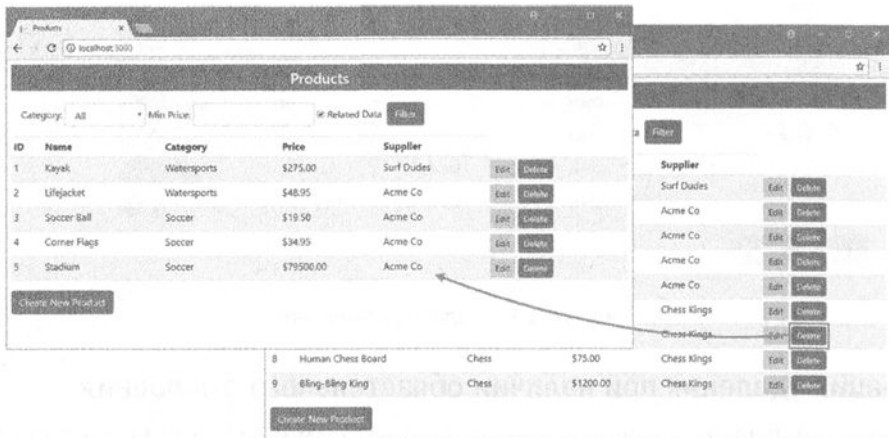 Products
localhost:5000
Products
Category: All Min Price: Related Data Filter
ID Name Category Price Supplier
1 Kayak Watersports $275.00 Surf Dudes Edit Delete
2 Lifejacket Watersports $48.95 Acme Co Edit Delete
3 Soccer Ball Soccer $19.50 Acme Co Edit Delete
4 Corner Flags Soccer $34.95 Acme Co Edit Delete
5 Stadium Soccer $79500.00 Acme Co Edit Delete
Create New Product
Filter
Supplier
Surf Dudes Edit Delete
Acme Co Edit Delete
Acme Co Edit Delete
Acme Co Edit Delete
Acme Co Edit Delete
Chess Kings Edit Delete
Chess Kings Edit Delete
8 Human Chess Board Chess $75.00 Chess Kings Edit Delete
9 Bling-Bling King Chess $1200.00 Chess Kings Edit Delete
Create New Product